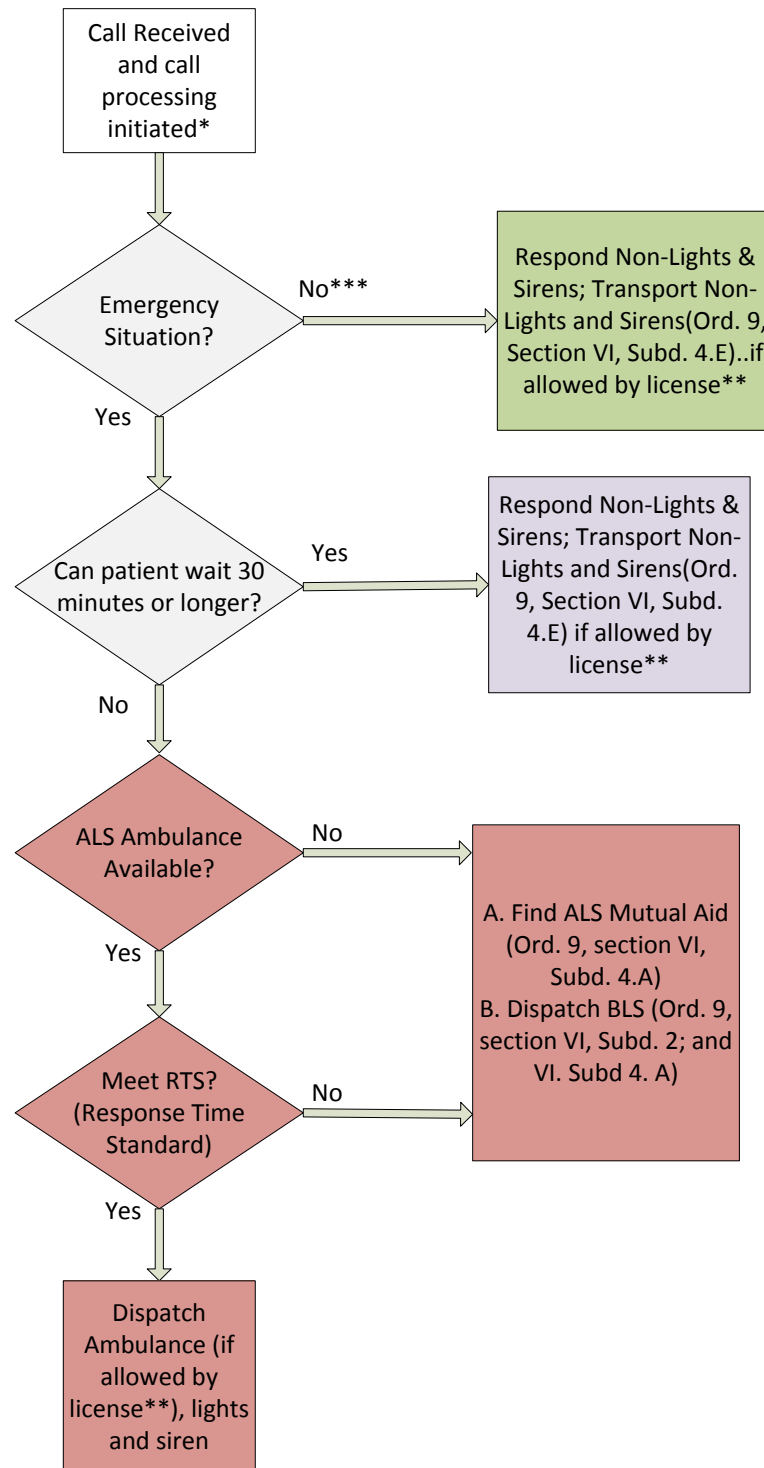 Call Received
and call
processing
initiated*
Emergency
Situation?
No***
Respond Non-Lights &
Sirens; Transport Non-
Lights and Sirens(Ord. 9,
Section VI, Subd. 4.E)..if
allowed by license**
Yes
Can patient wait 30
minutes or longer?
Yes
Respond Non-Lights &
Sirens; Transport Non-
Lights and Sirens(Ord.
9, Section VI, Subd.
4.E) if allowed by
license**
No
ALS Ambulance
Available?
No
A. Find ALS Mutual Aid
(Ord. 9, section VI,
Subd. 4.A)
B. Dispatch BLS (Ord. 9,
section VI, Subd. 2; and
VI. Subd 4. A)
Yes
Meet RTS?
(Response Time
Standard)
No
Yes
Dispatch
Ambulance (if
allowed by
license**), lights
and siren